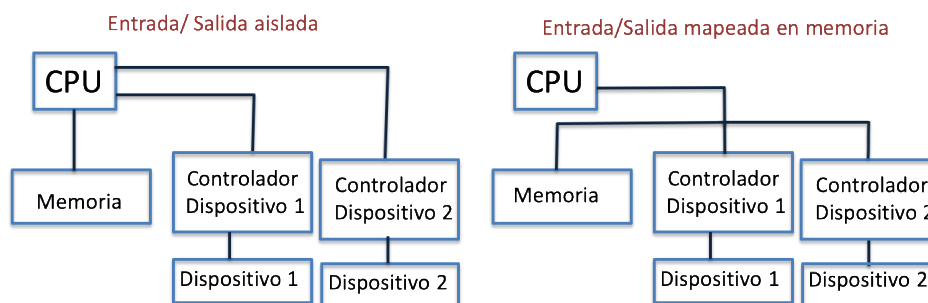 Entrada/ Salida aislada
CPU
Memoria
Controlador
Dispositivo 1
Controlador
Dispositivo 2
Dispositivo 1
Dispositivo 2
Entrada/Salida mapeada en memoria
CPU
Memoria
Controlador
Dispositivo 1
Controlador
Dispositivo 2
Dispositivo 1
Dispositivo 2